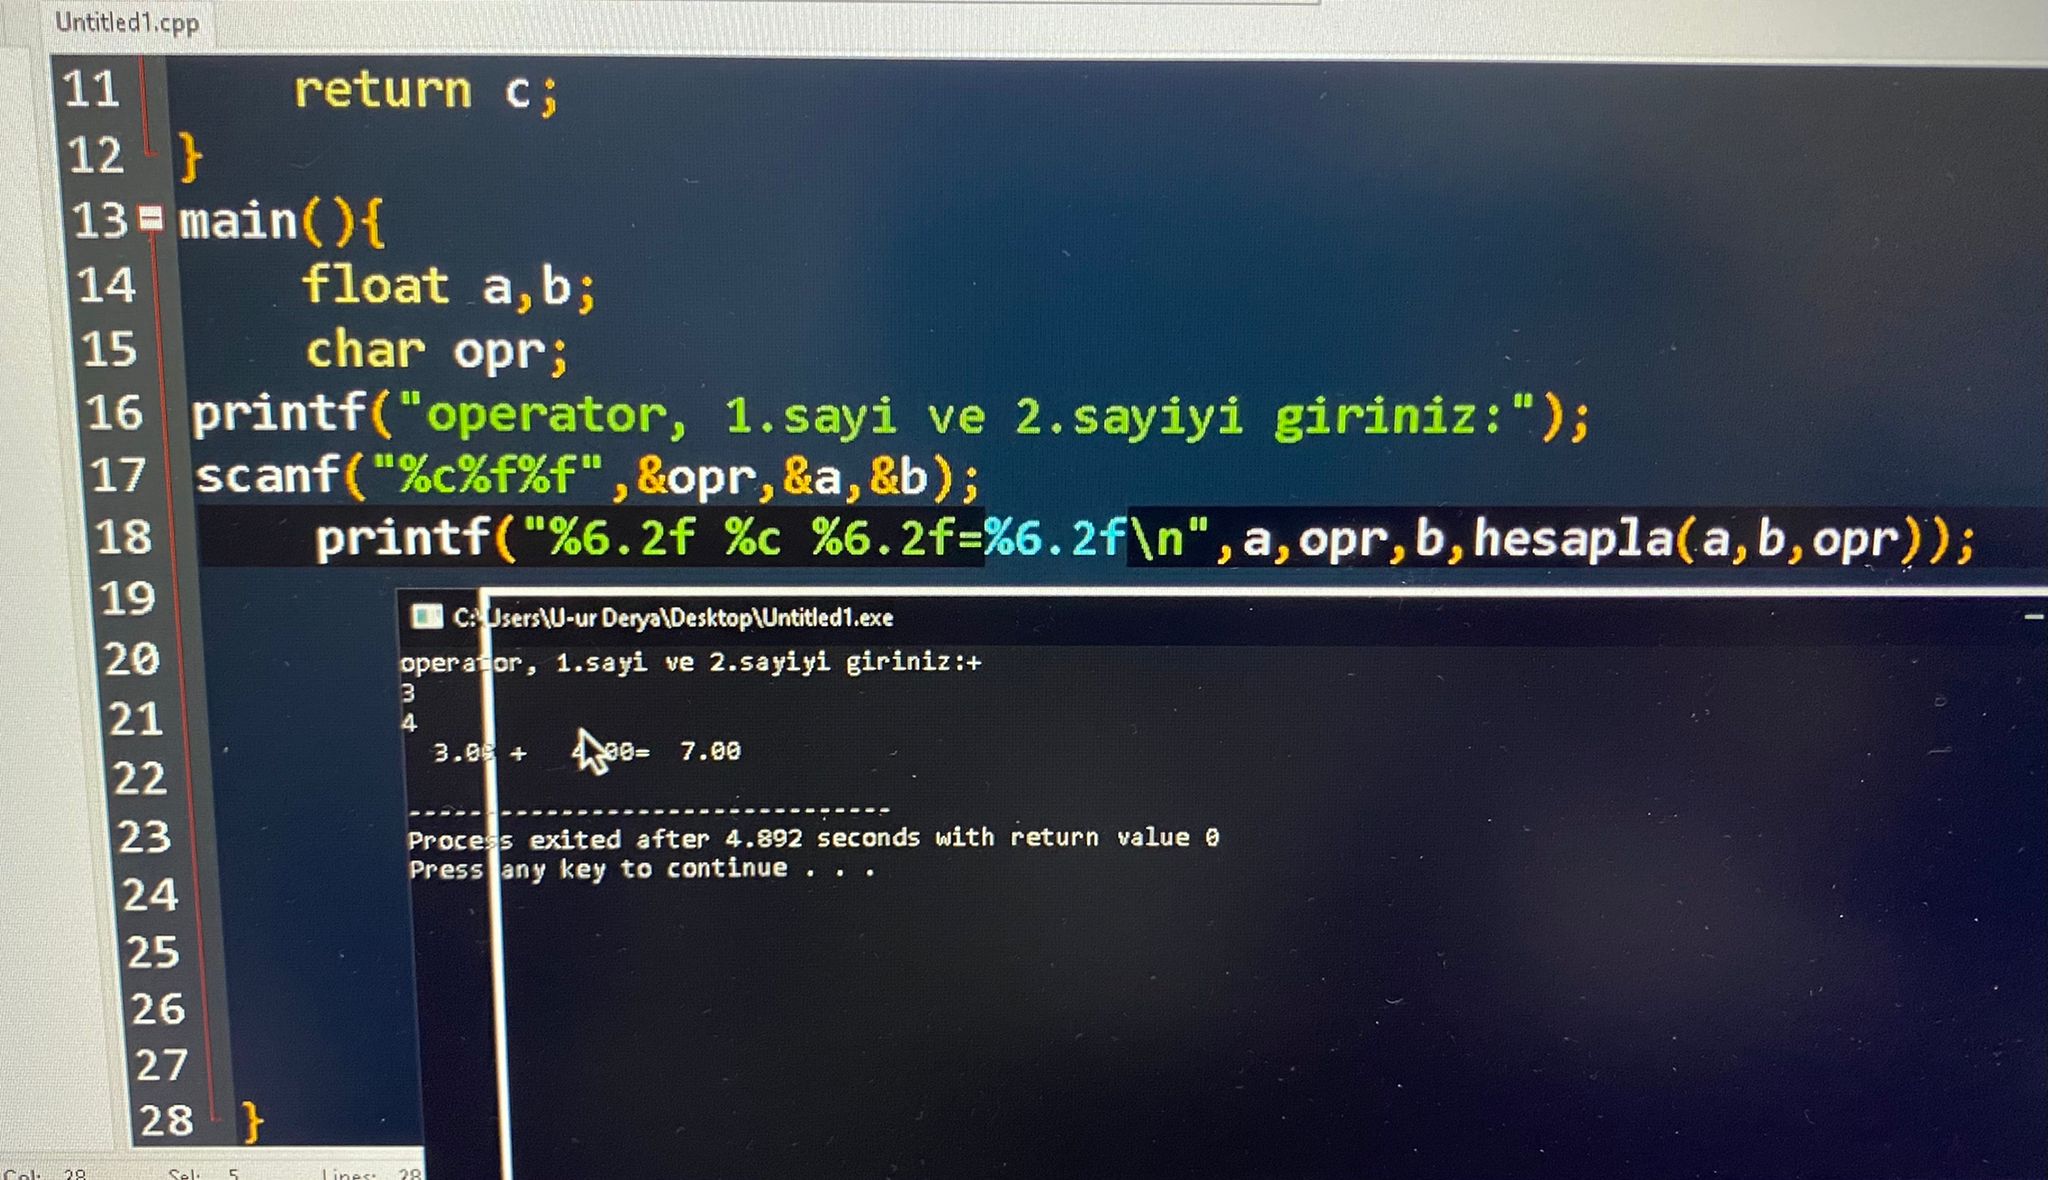 Untitled1.cpp
11 return c;
12 }
13 main(){
14 float a,b;
15 char opr;
16 printf("operator, 1.sayi ve 2.sayiyi giriniz:");
17 scanf("%c%f%f",&opr,&a,&b);
18 printf("%6.2f %c %6.2f=%6.2f\n",a,opr,b,hesapla(a,b,opr));
19
C:\Users\U-ur Derya\Desktop\Untitled1.exe
20 operator, 1.sayi ve 2.sayiyi giriniz:+
3
21 4
22 3.00 + 4.00= 7.00
--------------------------------
23 Process exited after 4.892 seconds with return value 0
Press any key to continue . . .
24
25
26
27
28 }
Col: 28 Sel: 5 Lines: 28